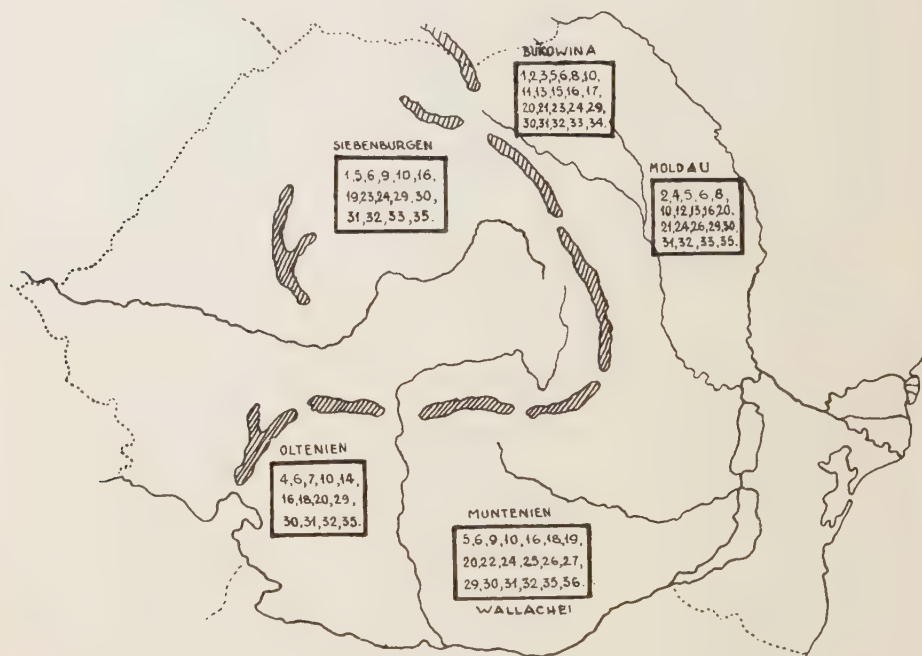 BUKOWINA
1,2,3,5,6,8,10,
11,13,15,16,17,
20,21,23,24,29,
30,31,32,33,34.
SIEBENBURGEN
1,5,6,9,10,16,
19,23,24,29,30,
31,32,33,35.
MOLDAU
2,4,5,6,8,
10,12,13,16,20,
21,24,26,29,30,
31,32,33,35.
OLTENIEN
4,6,7,10,14,
16,18,20,29,
30,31,32,35.
MUNTENIEN
5,6,9,10,16,18,19,
20,22,24,25,26,27,
29,30,31,32,35,36.
WALLACHEI